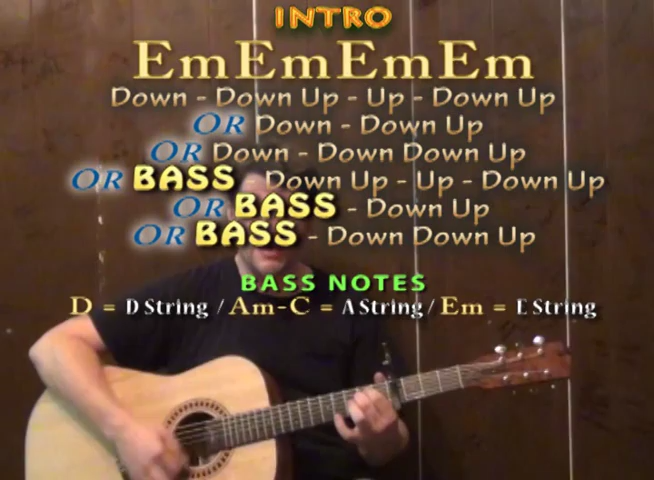 INTRO
EmEmEmEm
Down - Down Up - Up - Down Up
OR Down - Down Up
OR Down - Down Down Up
OR BASS - Down Up - Up - Down Up
OR BASS - Down Up
OR BASS - Down Down Up
BASS NOTES
D = D String / Am-C = A String / Em = E String